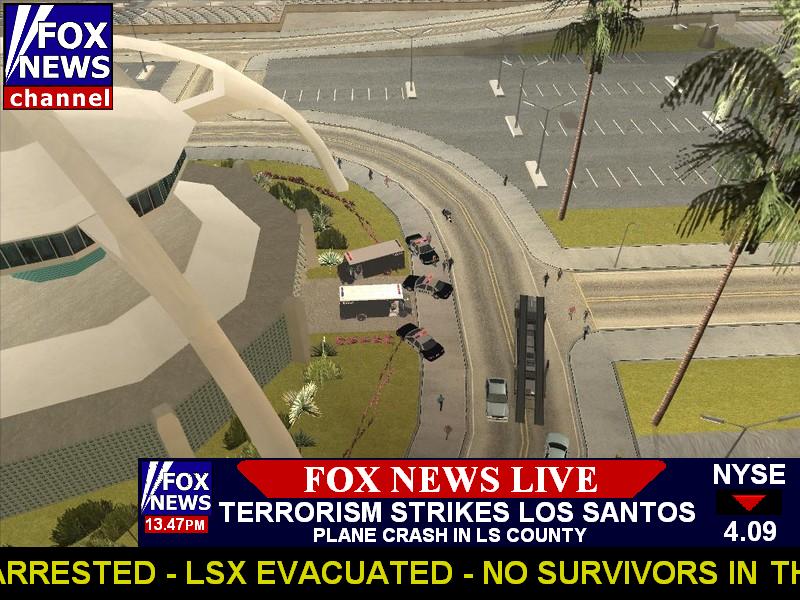 FOX
NEWS
channel
FOX
NEWS
13.47PM
FOX NEWS LIVE
TERRORISM STRIKES LOS SANTOS
PLANE CRASH IN LS COUNTY
NYSE
4.09
ARRESTED - LSX EVACUATED - NO SURVIVORS IN TH